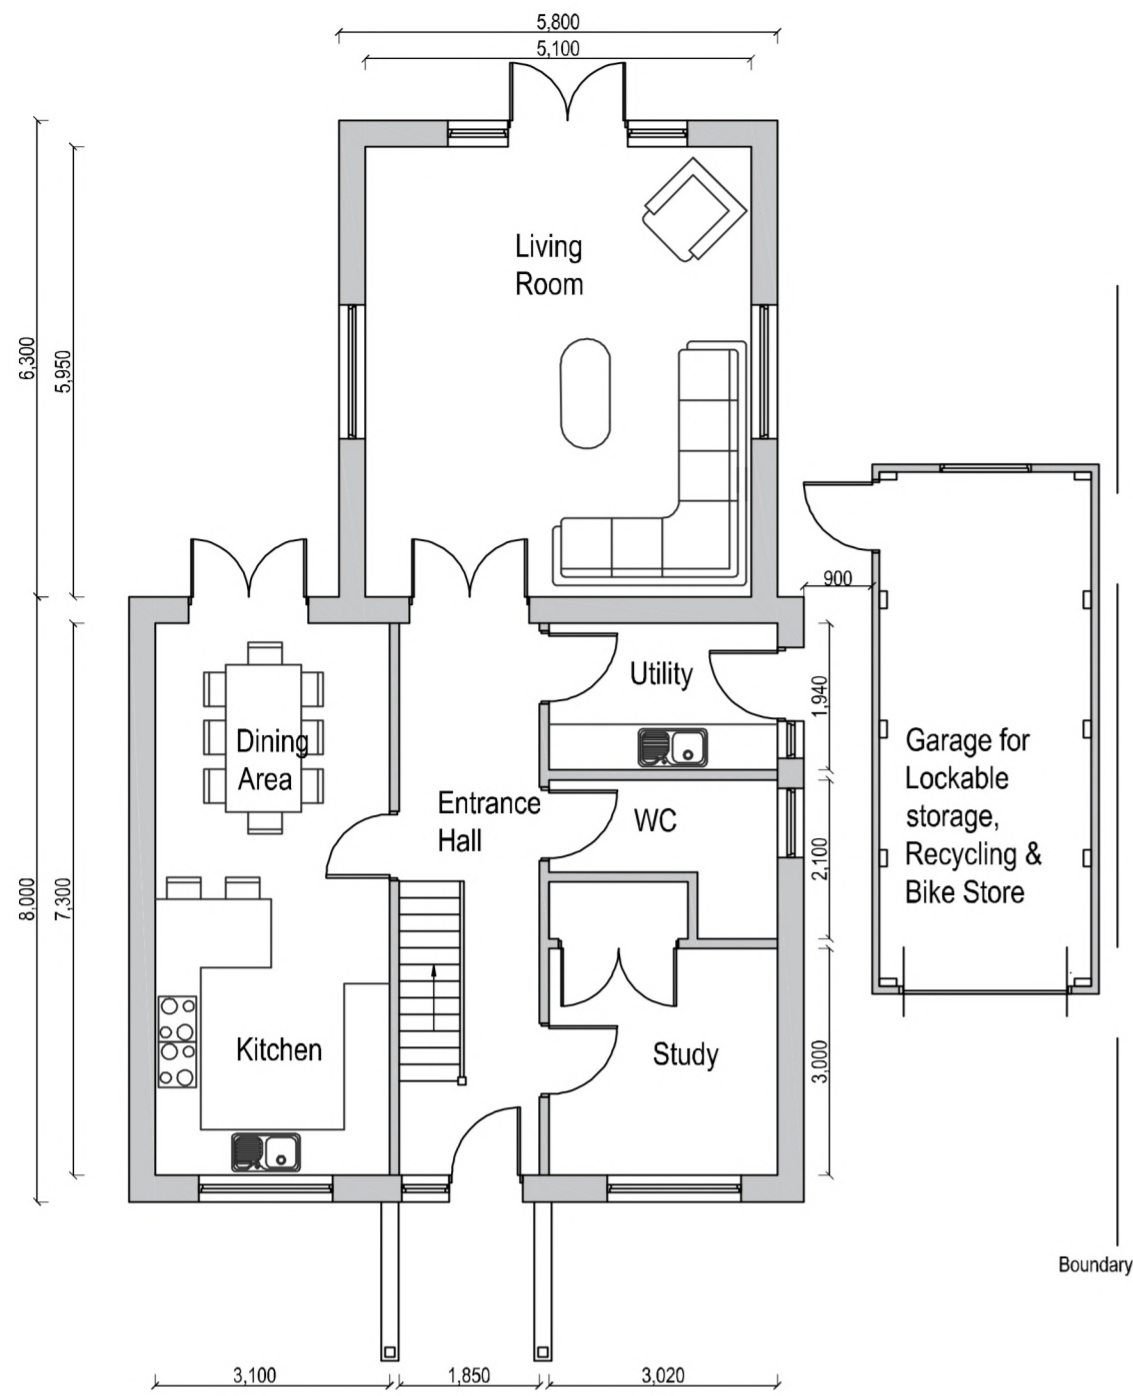 5,800
5,100
Living
Room
6,300
5,950
900
Utility
1,940
Dining
Area
Entrance
Hall
WC
2,100
Garage for
Lockable
storage,
Recycling &
Bike Store
8,000
7,300
Kitchen
Study
3,000
Boundary
3,100
1,850
3,020